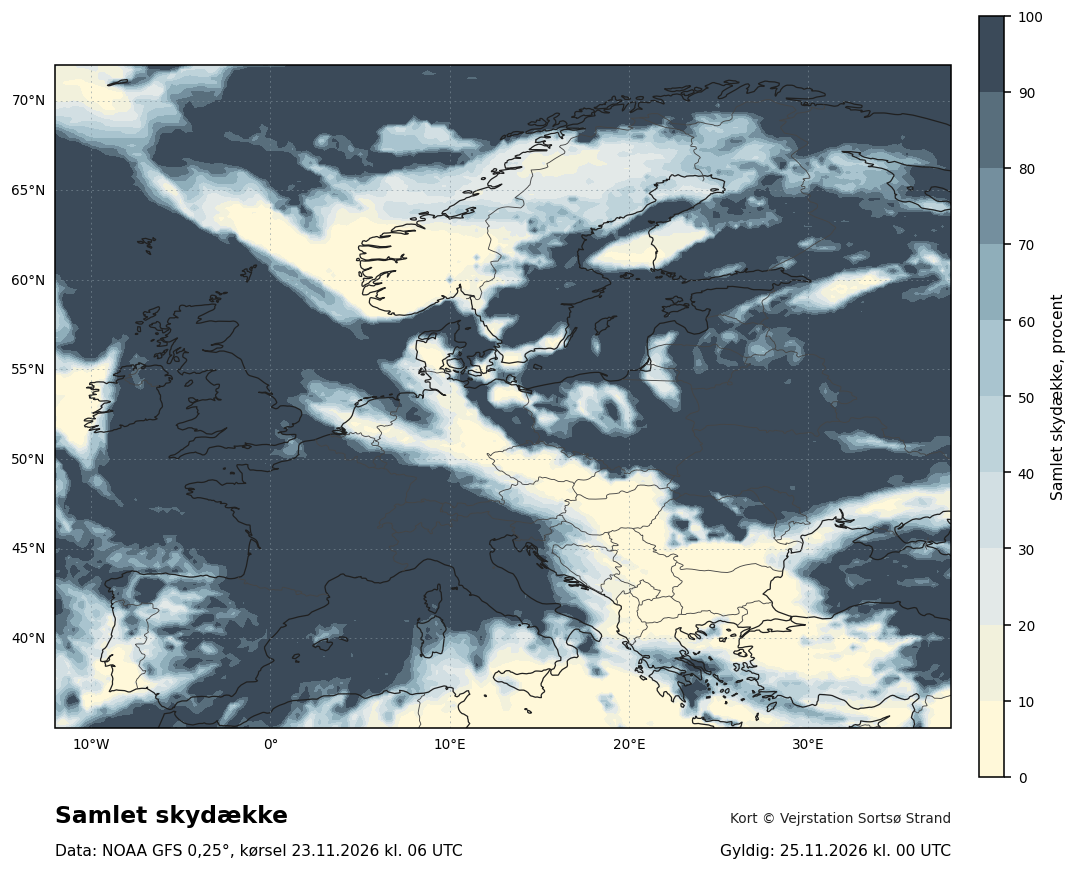 100
90
80
70
60
50
40
30
20
10
0
Samlet skydække, procent
70°N
65°N
60°N
55°N
50°N
45°N
40°N
10°W
0°
10°E
20°E
30°E
Samlet skydække
Kort © Vejrstation Sortsø Strand
Data: NOAA GFS 0,25°, kørsel 23.11.2026 kl. 06 UTC
Gyldig: 25.11.2026 kl. 00 UTC